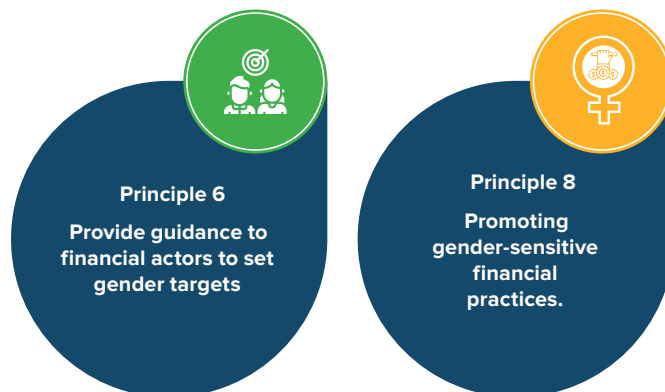 Principle 6
Provide guidance to
financial actors to set
gender targets
Principle 8
Promoting
gender-sensitive
financial
practices.